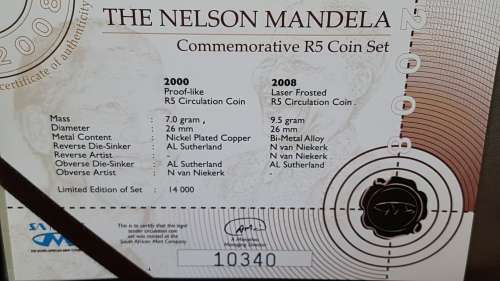 THE NELSON MANDELA
Commemorative R5 Coin Set
certificate of authenticity
2008
2008
2000 2008
Proof-like Laser Frosted
R5 Circulation Coin R5 Circulation Coin .
Mass : 7.0 gram , 9.5 gram
Diameter : 26 mm 26 mm
Metal Content : Nickel Plated Copper Bi-Metal Alloy
Reverse Die-Sinker : AL Sutherland N van Niekerk
Reverse Artist : - -
Obverse Die-Sinker : AL Sutherland AL Sutherland
Obverse Artist : N van Niekerk -
Limited Edition of Set : 14 000
This is to certify that the legal
tender circulation coin
set was minted at the
South African Mint Company
Managing Director
10340